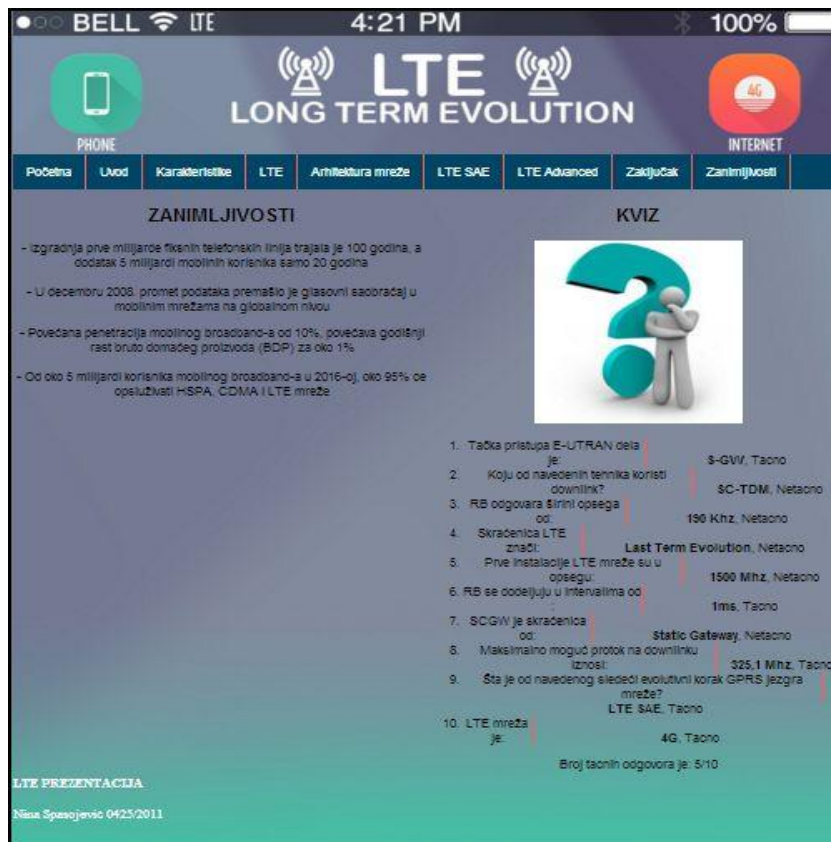 BELL LTE 4:21 PM 100%
LTE
LONG TERM EVOLUTION
PHONE
4G
INTERNET
Početna Uvod Karakteristike LTE Arhitektura mreže LTE SAE LTE Advanced Zaključak Zanimljivosti
ZANIMLJIVOSTI
- Izgradnja prve milijarde fiksnih telefonskih linija trajala je 100 godina, a
dodatak 5 milijardi mobilnih korisnika samo 20 godina
- U decembru 2008. promet podataka premašio je glasovni saobraćaj u
mobilnim mrežama na globalnom nivou
- Povećana penetracija mobilnog broadband-a od 10%, povećava godišnji
rast bruto domaćeg proizvoda (BDP) za oko 1%
- Od oko 5 milijardi korisnika mobilnog broadband-a u 2016-oj, oko 95% ce
opsluživati HSPA, CDMA i LTE mreže
KVIZ
1. Tačka pristupa E-UTRAN dela
je: S-GW, Tacno
2. Koju od navedenih tehnika koristi
downlink? SC-TDM, Netacno
3. RB odgovara širini opsega
od: 190 Khz, Netacno
4. Skraćenica LTE
znači: Last Term Evolution, Netacno
5. Prve instalacije LTE mreže su u
opsegu: 1500 Mhz, Netacno
6. RB se dodeljuju u intervalima od
: 1ms, Tacno
7. SCGW je skraćenica
od: Static Gateway, Netacno
8. Maksimalno moguć protok na downlinku
iznosi: 325,1 Mhz, Tacno
9. Šta je od navedenog sledeći evolutivni korak GPRS jezgra
mreže?
LTE SAE, Tacno
10. LTE mreža
je: 4G, Tacno
Broj tacnih odgovora je: 5/10
LTE PREZENTACIJA
Nina Spasojevic 0425/2011